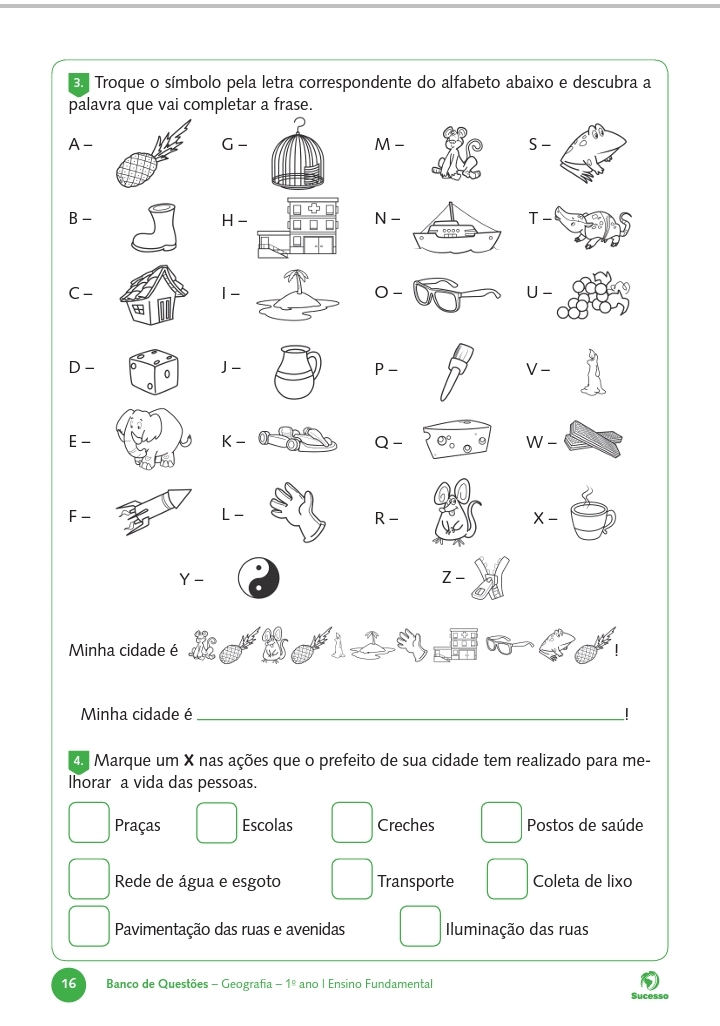 3. Troque o símbolo pela letra correspondente do alfabeto abaixo e descubra a
palavra que vai completar a frase.
A – G – M – S –
B – H – N – T –
C – I – O – U –
D – J – P – V –
E – K – Q – W –
F – L – R – X –
Y – Z –
Minha cidade é !
Minha cidade é !
4. Marque um X nas ações que o prefeito de sua cidade tem realizado para me-
lhorar a vida das pessoas.
Praças Escolas Creches Postos de saúde
Rede de água e esgoto Transporte Coleta de lixo
Pavimentação das ruas e avenidas Iluminação das ruas
16 Banco de Questões – Geografia – 1º ano I Ensino Fundamental
Sucesso